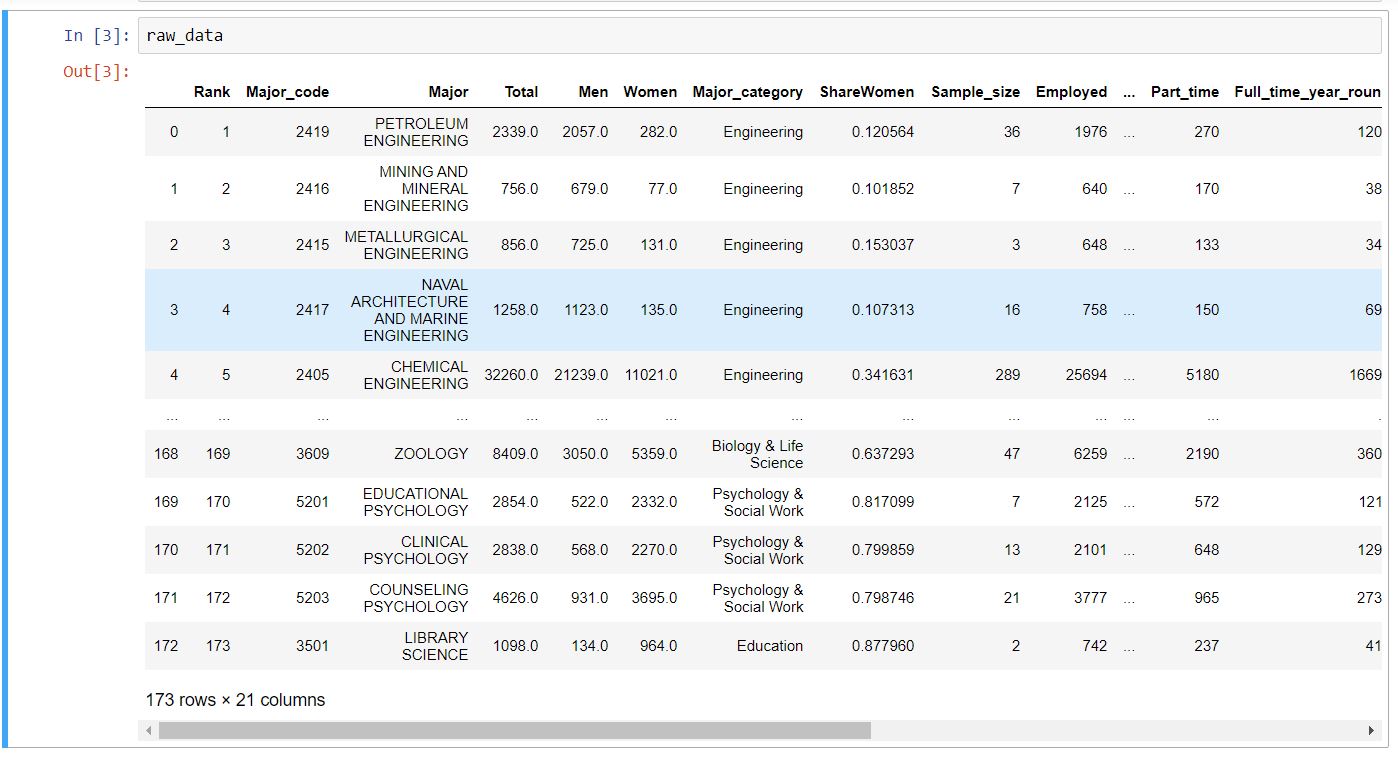 In [3]: raw_data
Out[3]:
Rank Major_code Major Total Men Women Major_category ShareWomen Sample_size Employed ... Part_time Full_time_year_roun
0 1 2419 PETROLEUM ENGINEERING 2339.0 2057.0 282.0 Engineering 0.120564 36 1976 ... 270 120
1 2 2416 MINING AND MINERAL ENGINEERING 756.0 679.0 77.0 Engineering 0.101852 7 640 ... 170 38
2 3 2415 METALLURGICAL ENGINEERING 856.0 725.0 131.0 Engineering 0.153037 3 648 ... 133 34
3 4 2417 NAVAL ARCHITECTURE AND MARINE ENGINEERING 1258.0 1123.0 135.0 Engineering 0.107313 16 758 ... 150 69
4 5 2405 CHEMICAL ENGINEERING 32260.0 21239.0 11021.0 Engineering 0.341631 289 25694 ... 5180 1669
... ... ... ... ... ... ... ... ... ... ... ... ... .
168 169 3609 ZOOLOGY 8409.0 3050.0 5359.0 Biology & Life Science 0.637293 47 6259 ... 2190 360
169 170 5201 EDUCATIONAL PSYCHOLOGY 2854.0 522.0 2332.0 Psychology & Social Work 0.817099 7 2125 ... 572 121
170 171 5202 CLINICAL PSYCHOLOGY 2838.0 568.0 2270.0 Psychology & Social Work 0.799859 13 2101 ... 648 129
171 172 5203 COUNSELING PSYCHOLOGY 4626.0 931.0 3695.0 Psychology & Social Work 0.798746 21 3777 ... 965 273
172 173 3501 LIBRARY SCIENCE 1098.0 134.0 964.0 Education 0.877960 2 742 ... 237 41
173 rows × 21 columns